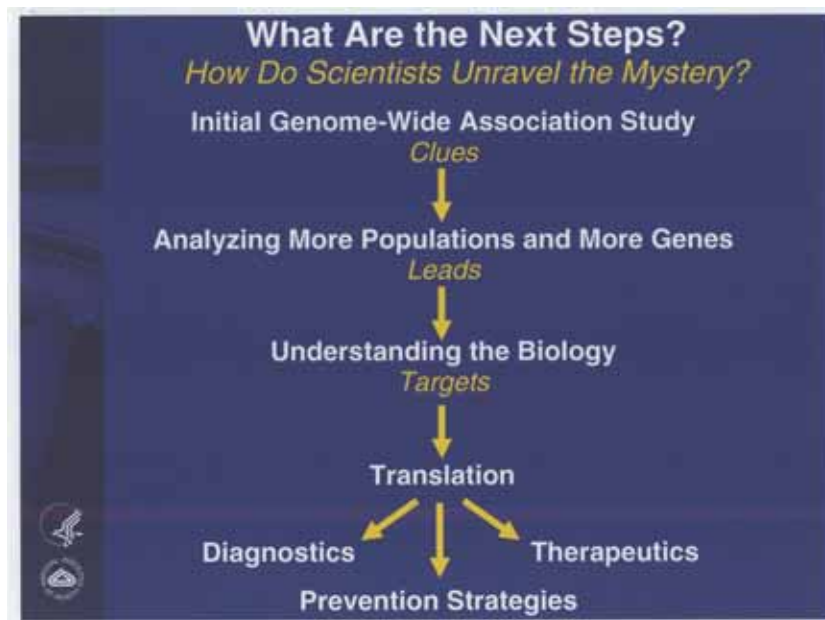 What Are the Next Steps?
How Do Scientists Unravel the Mystery?
Initial Genome-Wide Association Study
Clues
Analyzing More Populations and More Genes
Leads
Understanding the Biology
Targets
Translation
Diagnostics
Therapeutics
Prevention Strategies